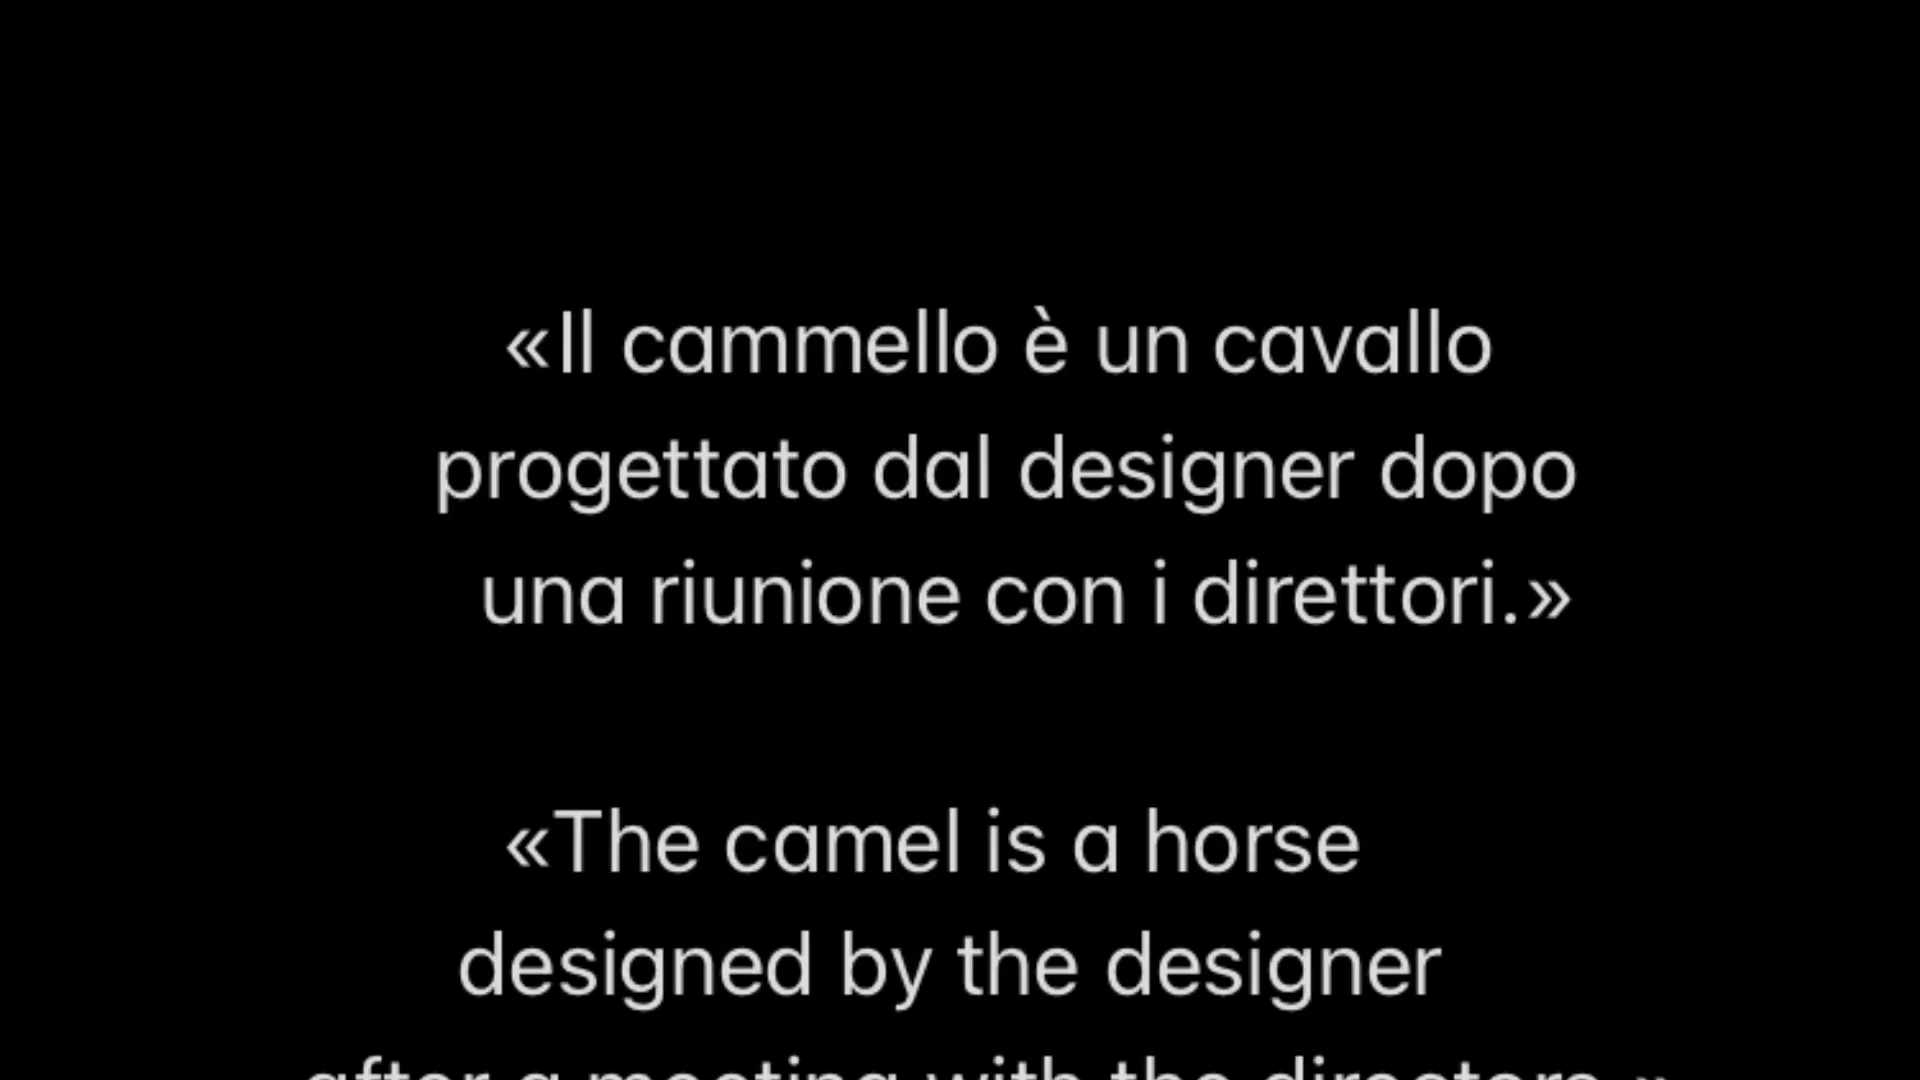 «Il cammello è un cavallo
progettato dal designer dopo
una riunione con i direttori.»
«The camel is a horse
designed by the designer
after a meeting with the directors.»